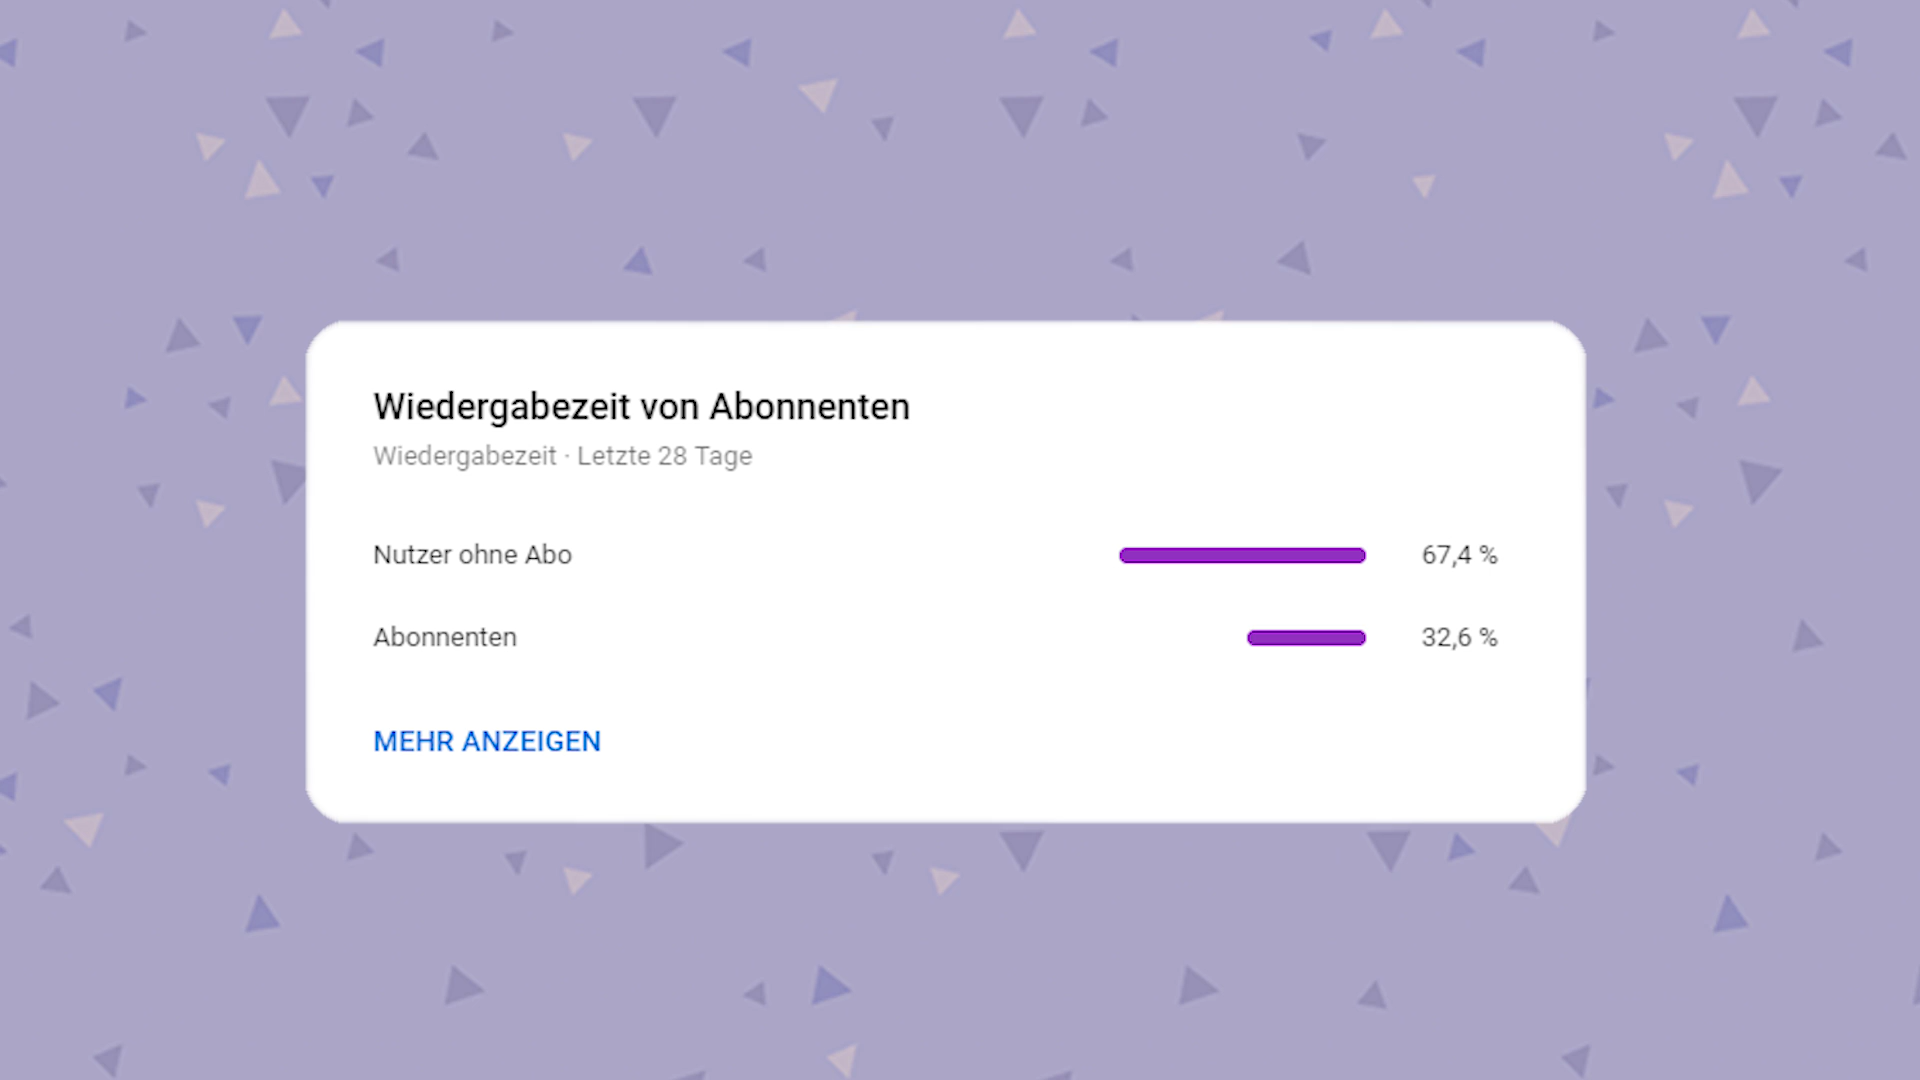 Wiedergabezeit von Abonnenten
Wiedergabezeit · Letzte 28 Tage
Nutzer ohne Abo 67,4 %
Abonnenten 32,6 %
MEHR ANZEIGEN